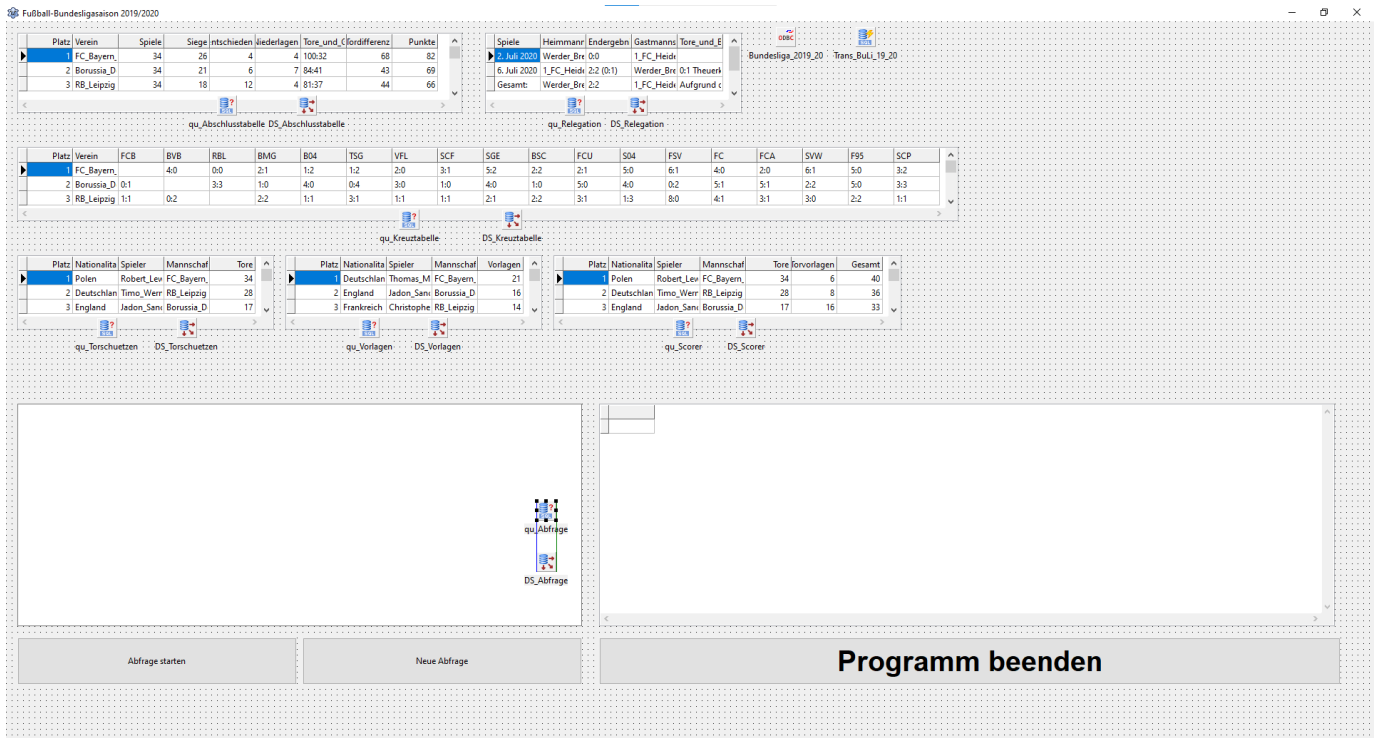 Fußball-Bundesligasaison 2019/2020
Platz Verein Spiele Siege ntschieden Niederlagen Tore_und_G Tordifferenz Punkte
1 FC_Bayern_ 34 26 4 4 100:32 68 82
2 Borussia_D 34 21 6 7 84:41 43 69
3 RB_Leipzig 34 18 12 4 81:37 44 66
qu_Abschlusstabelle DS_Abschlusstabelle
Spiele Heimmann Endergebn Gastmanns Tore_und_E
2. Juli 2020 Werder_Bre 0:0 1_FC_Heide
6. Juli 2020 1_FC_Heide 2:2 (0:1) Werder_Bre 0:1 Theuerk
Gesamt: Werder_Bre 2:2 1_FC_Heide Aufgrund d
qu_Relegation DS_Relegation
ODBC
Bundesliga_2019_20 Trans_BuLi_19_20
Platz Verein FCB BVB RBL BMG B04 TSG VFL SCF SGE BSC FCU S04 FSV FC FCA SVW F95 SCP
1 FC_Bayern_ 4:0 0:0 2:1 1:2 1:2 2:0 3:1 5:2 2:2 2:1 5:0 6:1 4:0 2:0 6:1 5:0 3:2
2 Borussia_D 0:1 3:3 1:0 4:0 0:4 3:0 1:0 4:0 1:0 5:0 4:0 0:2 5:1 5:1 2:2 5:0 3:3
3 RB_Leipzig 1:1 0:2 2:2 1:1 3:1 1:1 1:1 2:1 2:2 3:1 1:3 8:0 4:1 3:1 3:0 2:2 1:1
qu_Kreuztabelle DS_Kreuztabelle
Platz Nationalita Spieler Mannschaf Tore
1 Polen Robert_Lew FC_Bayern_ 34
2 Deutschlan Timo_Wern RB_Leipzig 28
3 England Jadon_Sanc Borussia_D 17
qu_Torschuetzen DS_Torschuetzen
Platz Nationalita Spieler Mannschaf Vorlagen
1 Deutschlan Thomas_M FC_Bayern_ 21
2 England Jadon_Sanc Borussia_D 16
3 Frankreich Christophe RB_Leipzig 14
qu_Vorlagen DS_Vorlagen
Platz Nationalita Spieler Mannschaf Tore Torvorlagen Gesamt
1 Polen Robert_Lew FC_Bayern_ 34 6 40
2 Deutschlan Timo_Wern RB_Leipzig 28 8 36
3 England Jadon_Sanc Borussia_D 17 16 33
qu_Scorer DS_Scorer
qu_Abfrage
DS_Abfrage
Abfrage starten
Neue Abfrage
Programm beenden